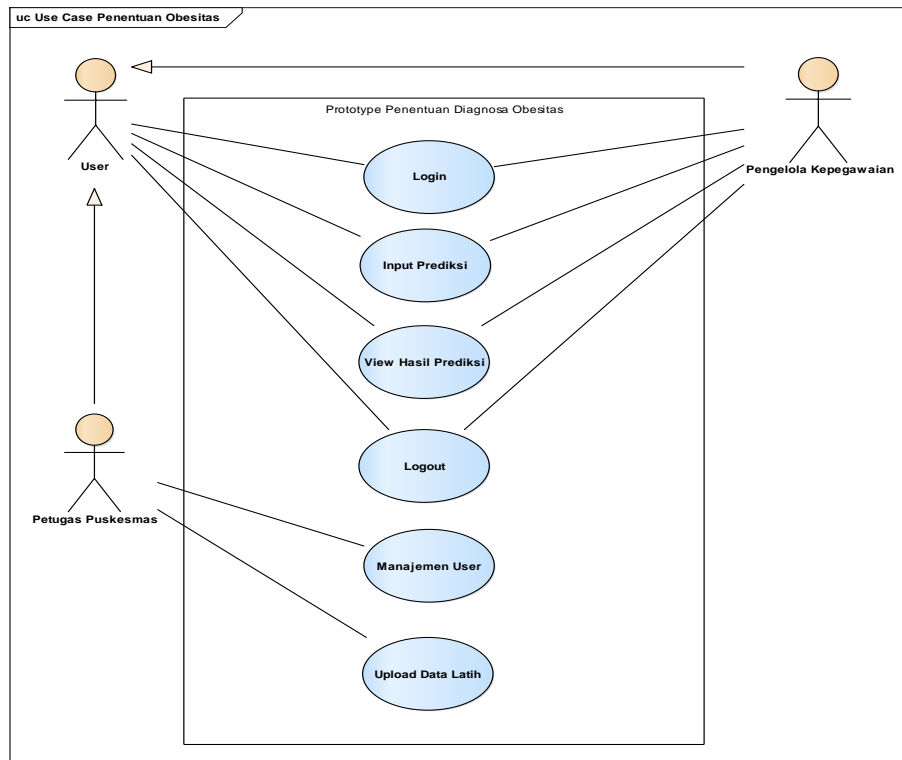 uc Use Case Penentuan Obesitas
Prototype Penentuan Diagnosa Obesitas
User
Pengelola Kepegawaian
Login
Input Prediksi
View Hasil Prediksi
Logout
Petugas Puskesmas
Manajemen User
Upload Data Latih